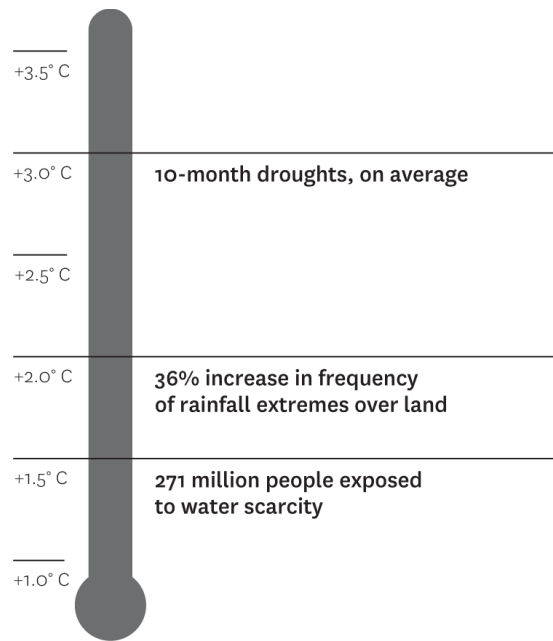 +3.5° C
+3.0° C
10-month droughts, on average
+2.5° C
+2.0° C
36% increase in frequency
of rainfall extremes over land
+1.5° C
271 million people exposed
to water scarcity
+1.0° C